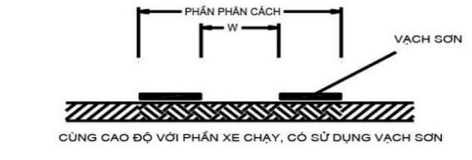 PHẦN PHÂN CÁCH
W
VẠCH SƠN
CÙNG CAO ĐỘ VỚI PHẦN XE CHẠY, CÓ SỬ DỤNG VẠCH SƠN